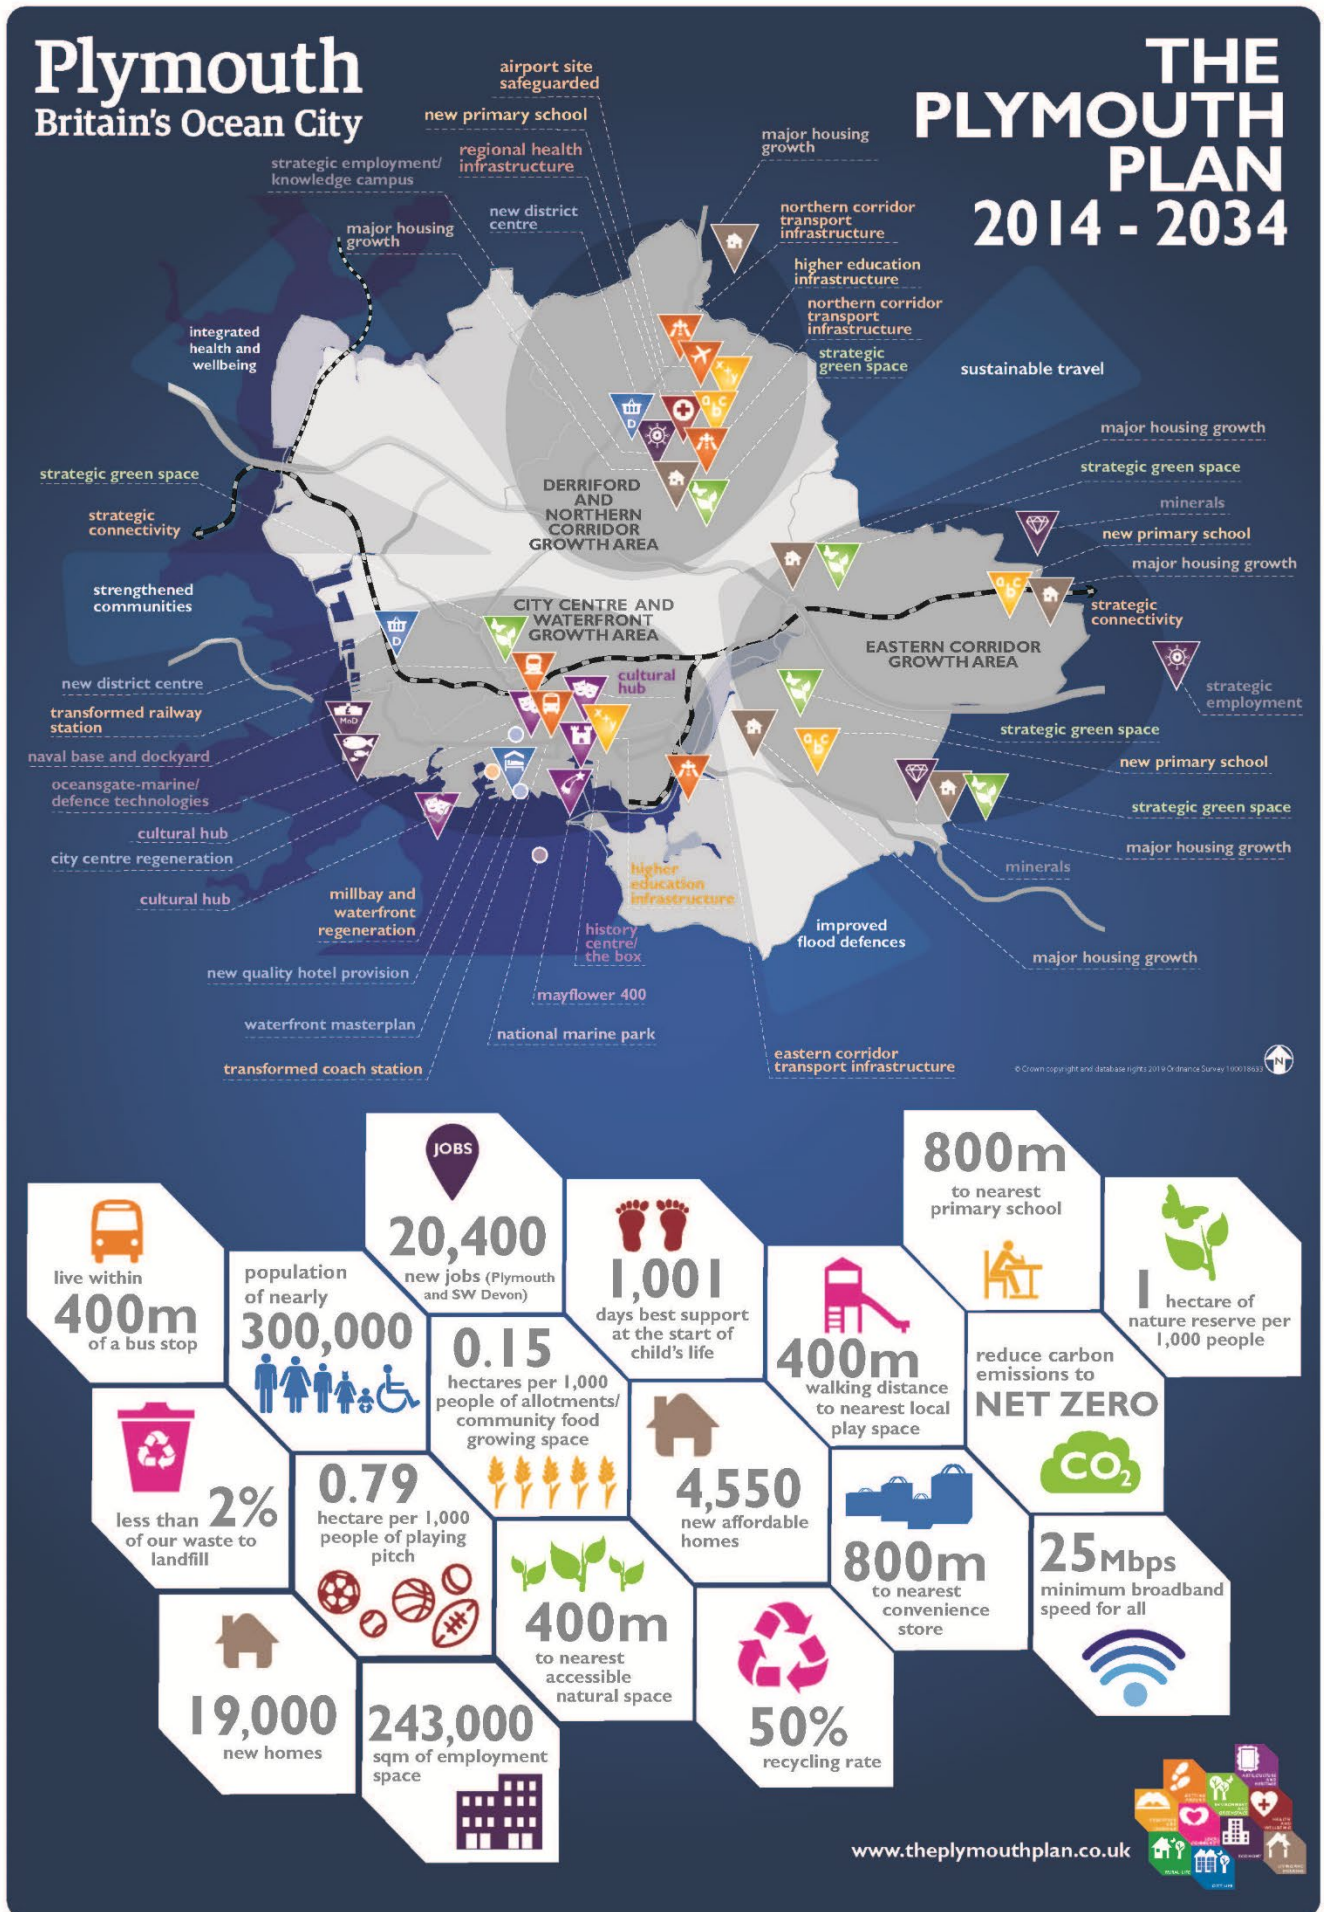 Plymouth
Britain's Ocean City
THE
PLYMOUTH
PLAN
2014 - 2034
airport site
safeguarded
new primary school
regional health
infrastructure
strategic employment/
knowledge campus
new district
centre
major housing
growth
major housing
growth
northern corridor
transport
infrastructure
higher education
infrastructure
northern corridor
transport
infrastructure
strategic
green space
integrated
health and
wellbeing
sustainable travel
x+y
abc
D
major housing growth
strategic green space
minerals
new primary school
major housing growth
strategic
connectivity
strategic green space
strategic
connectivity
strengthened
communities
DERRIFORD
AND
NORTHERN
CORRIDOR
GROWTH AREA
CITY CENTRE AND
WATERFRONT
GROWTH AREA
EASTERN CORRIDOR
GROWTH AREA
abc
D
cultural
hub
x+y
MoD
abc
strategic
employment
new district centre
transformed railway
station
naval base and dockyard
oceansgate-marine/
defence technologies
cultural hub
city centre regeneration
cultural hub
strategic green space
new primary school
strategic green space
major housing growth
minerals
major housing growth
millbay and
waterfront
regeneration
higher
education
infrastructure
history
centre/
the box
improved
flood defences
new quality hotel provision
mayflower 400
waterfront masterplan
national marine park
transformed coach station
eastern corridor
transport infrastructure
© Crown copyright and database rights 2019 Ordnance Survey 100018633
N
live within
400m
of a bus stop
population
of nearly
300,000
JOBS
20,400
new jobs (Plymouth
and SW Devon)
1,001
days best support
at the start of
child's life
800m
to nearest
primary school
1 hectare of
nature reserve per
1,000 people
0.15
hectares per 1,000
people of allotments/
community food
growing space
400m
walking distance
to nearest local
play space
reduce carbon
emissions to
NET ZERO
CO2
less than 2%
of our waste to
landfill
0.79
hectare per 1,000
people of playing
pitch
4,550
new affordable
homes
800m
to nearest
convenience
store
25Mbps
minimum broadband
speed for all
19,000
new homes
243,000
sqm of employment
space
400m
to nearest
accessible
natural space
50%
recycling rate
www.theplymouthplan.co.uk